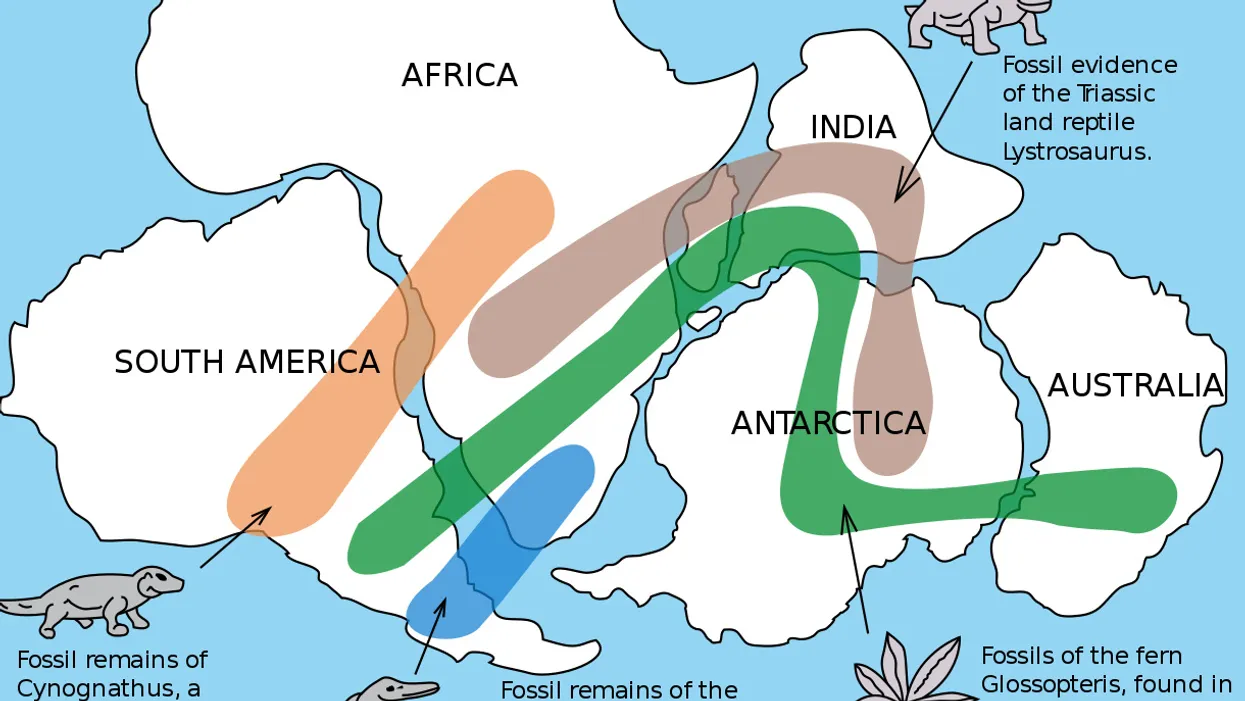 AFRICA
INDIA
Fossil evidence
of the Triassic
land reptile
Lystrosaurus.
SOUTH AMERICA
AUSTRALIA
ANTARCTICA
Fossil remains of
Cynognathus, a
Fossil remains of the
Fossils of the fern
Glossopteris, found in